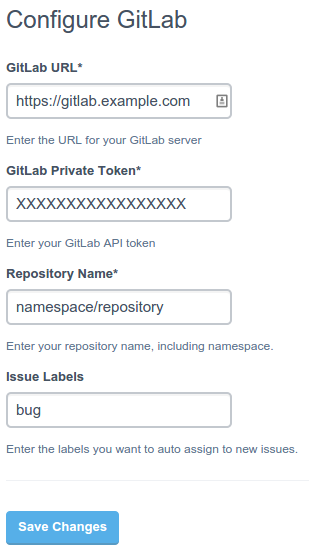 Configure GitLab
GitLab URL*
https://gitlab.example.com
Enter the URL for your GitLab server
GitLab Private Token*
XXXXXXXXXXXXXXXXX
Enter your GitLab API token
Repository Name*
namespace/repository
Enter your repository name, including namespace.
Issue Labels
bug
Enter the labels you want to auto assign to new issues.
Save Changes